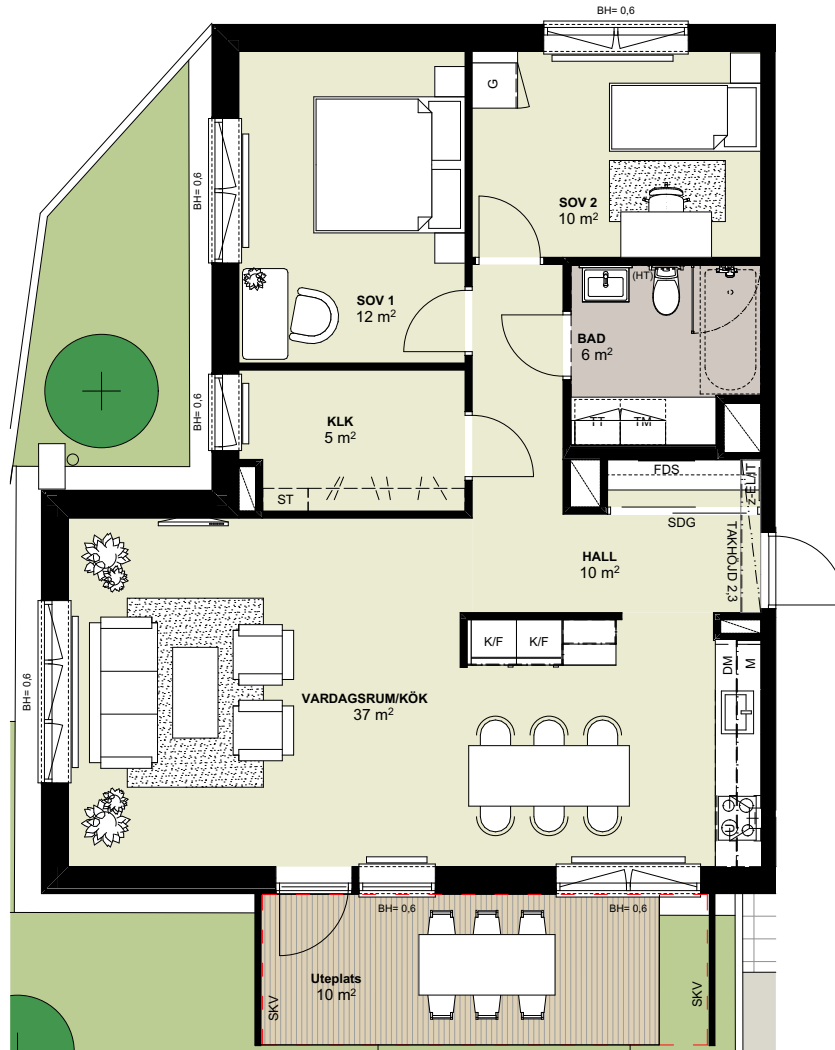 BH= 0,6
G
SOV 2
10 m²
BH= 0,6
SOV 1
12 m²
(HT)
BAD
6 m²
BH= 0,6
KLK
5 m²
TT
TM
ST
FDS
Z-EL/IT
SDG
TAKHÖJD 2,3
HALL
10 m²
K/F
K/F
DM
M
BH= 0,6
VARDAGSRUM/KÖK
37 m²
U
BH= 0,6
BH= 0,6
Uteplats
10 m²
SKV
SKV